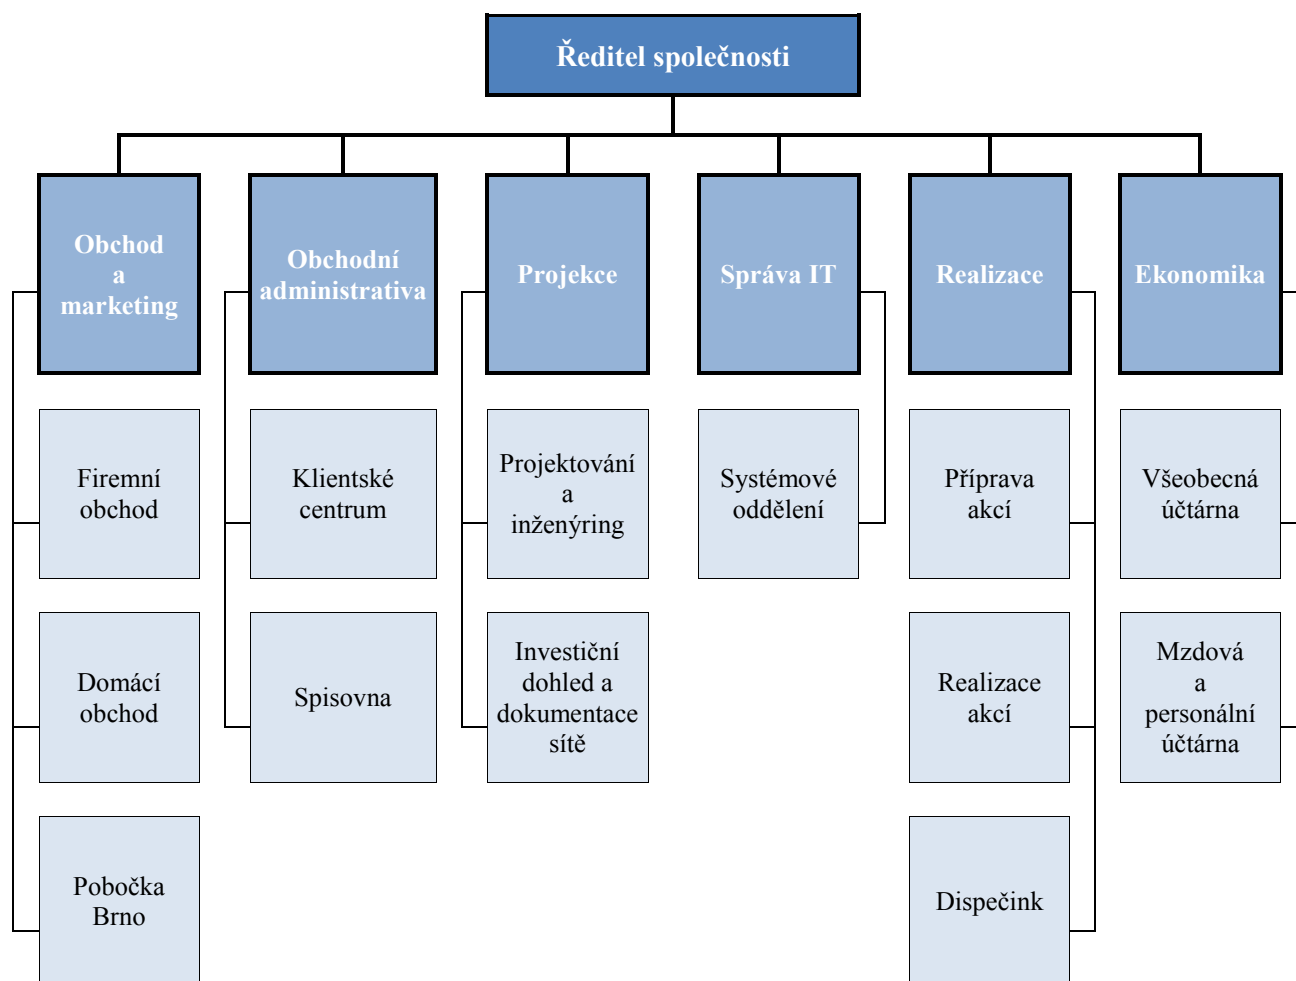 Ředitel společnosti
Obchod
a
marketing
Obchodní
administrativa
Projekce
Správa IT
Realizace
Ekonomika
Firemní
obchod
Klientské
centrum
Projektování
a
inženýring
Systémové
oddělení
Příprava
akcí
Všeobecná
účtárna
Domácí
obchod
Spisovna
Investiční
dohled a
dokumentace
sítě
Realizace
akcí
Mzdová
a
personální
účtárna
Pobočka
Brno
Dispečink